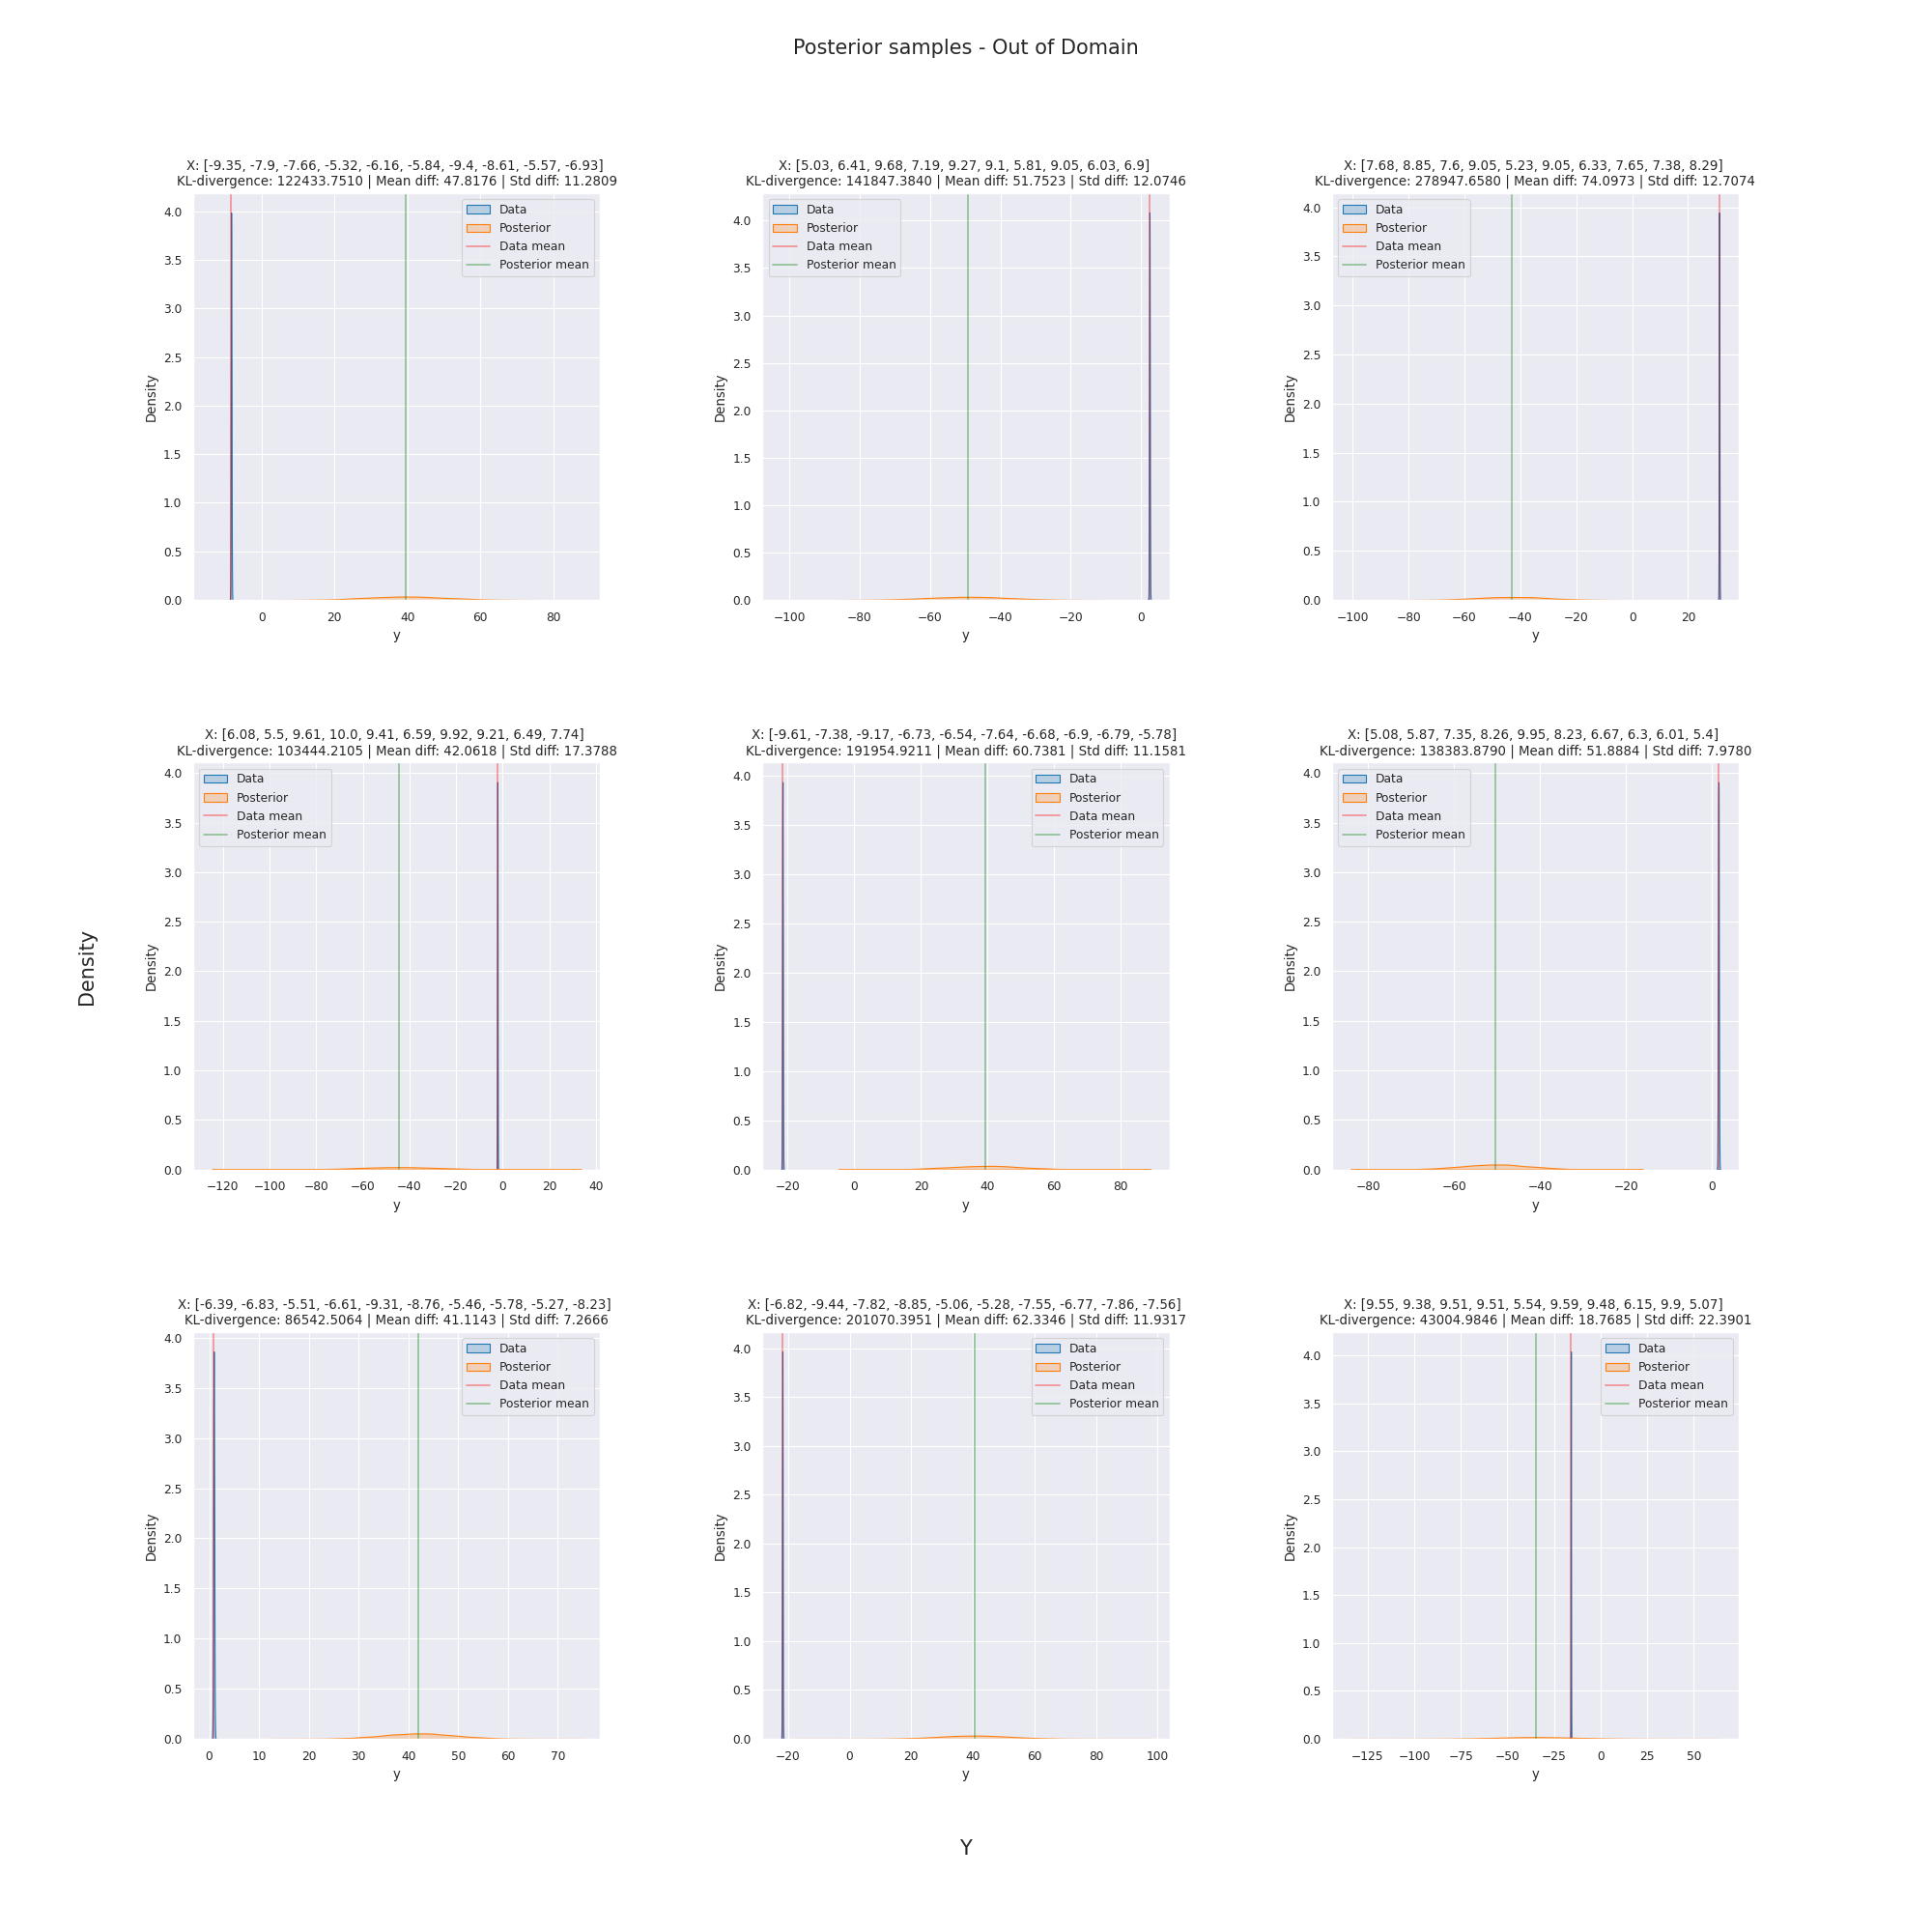 Posterior samples - Out of Domain
X: [-9.35, -7.9, -7.66, -5.32, -6.16, -5.84, -9.4, -8.61, -5.57, -6.93]
KL-divergence: 122433.7510 | Mean diff: 47.8176 | Std diff: 11.2809
Data
Posterior
Data mean
Posterior mean
4.0
3.5
3.0
2.5
2.0
1.5
1.0
0.5
0.0
Density
0 20 40 60 80
y
X: [5.03, 6.41, 9.68, 7.19, 9.27, 9.1, 5.81, 9.05, 6.03, 6.9]
KL-divergence: 141847.3840 | Mean diff: 51.7523 | Std diff: 12.0746
Data
Posterior
Data mean
Posterior mean
4.0
3.5
3.0
2.5
2.0
1.5
1.0
0.5
0.0
Density
−100 −80 −60 −40 −20 0
y
X: [7.68, 8.85, 7.6, 9.05, 5.23, 9.05, 6.33, 7.65, 7.38, 8.29]
KL-divergence: 278947.6580 | Mean diff: 74.0973 | Std diff: 12.7074
Data
Posterior
Data mean
Posterior mean
4.0
3.5
3.0
2.5
2.0
1.5
1.0
0.5
0.0
Density
−100 −80 −60 −40 −20 0 20
y
X: [6.08, 5.5, 9.61, 10.0, 9.41, 6.59, 9.92, 9.21, 6.49, 7.74]
KL-divergence: 103444.2105 | Mean diff: 42.0618 | Std diff: 17.3788
Data
Posterior
Data mean
Posterior mean
4.0
3.5
3.0
2.5
2.0
1.5
1.0
0.5
0.0
Density
−120 −100 −80 −60 −40 −20 0 20 40
y
X: [-9.61, -7.38, -9.17, -6.73, -6.54, -7.64, -6.68, -6.9, -6.79, -5.78]
KL-divergence: 191954.9211 | Mean diff: 60.7381 | Std diff: 11.1581
Data
Posterior
Data mean
Posterior mean
4.0
3.5
3.0
2.5
2.0
1.5
1.0
0.5
0.0
Density
−20 0 20 40 60 80
y
X: [5.08, 5.87, 7.35, 8.26, 9.95, 8.23, 6.67, 6.3, 6.01, 5.4]
KL-divergence: 138383.8790 | Mean diff: 51.8884 | Std diff: 7.9780
Data
Posterior
Data mean
Posterior mean
4.0
3.5
3.0
2.5
2.0
1.5
1.0
0.5
0.0
Density
−80 −60 −40 −20 0
y
Density
X: [-6.39, -6.83, -5.51, -6.61, -9.31, -8.76, -5.46, -5.78, -5.27, -8.23]
KL-divergence: 86542.5064 | Mean diff: 41.1143 | Std diff: 7.2666
Data
Posterior
Data mean
Posterior mean
4.0
3.5
3.0
2.5
2.0
1.5
1.0
0.5
0.0
Density
0 10 20 30 40 50 60 70
y
X: [-6.82, -9.44, -7.82, -8.85, -5.06, -5.28, -7.55, -6.77, -7.86, -7.56]
KL-divergence: 201070.3951 | Mean diff: 62.3346 | Std diff: 11.9317
Data
Posterior
Data mean
Posterior mean
4.0
3.5
3.0
2.5
2.0
1.5
1.0
0.5
0.0
Density
−20 0 20 40 60 80 100
y
X: [9.55, 9.38, 9.51, 9.51, 5.54, 9.59, 9.48, 6.15, 9.9, 5.07]
KL-divergence: 43004.9846 | Mean diff: 18.7685 | Std diff: 22.3901
Data
Posterior
Data mean
Posterior mean
4.0
3.5
3.0
2.5
2.0
1.5
1.0
0.5
0.0
Density
−125 −100 −75 −50 −25 0 25 50
y
Y